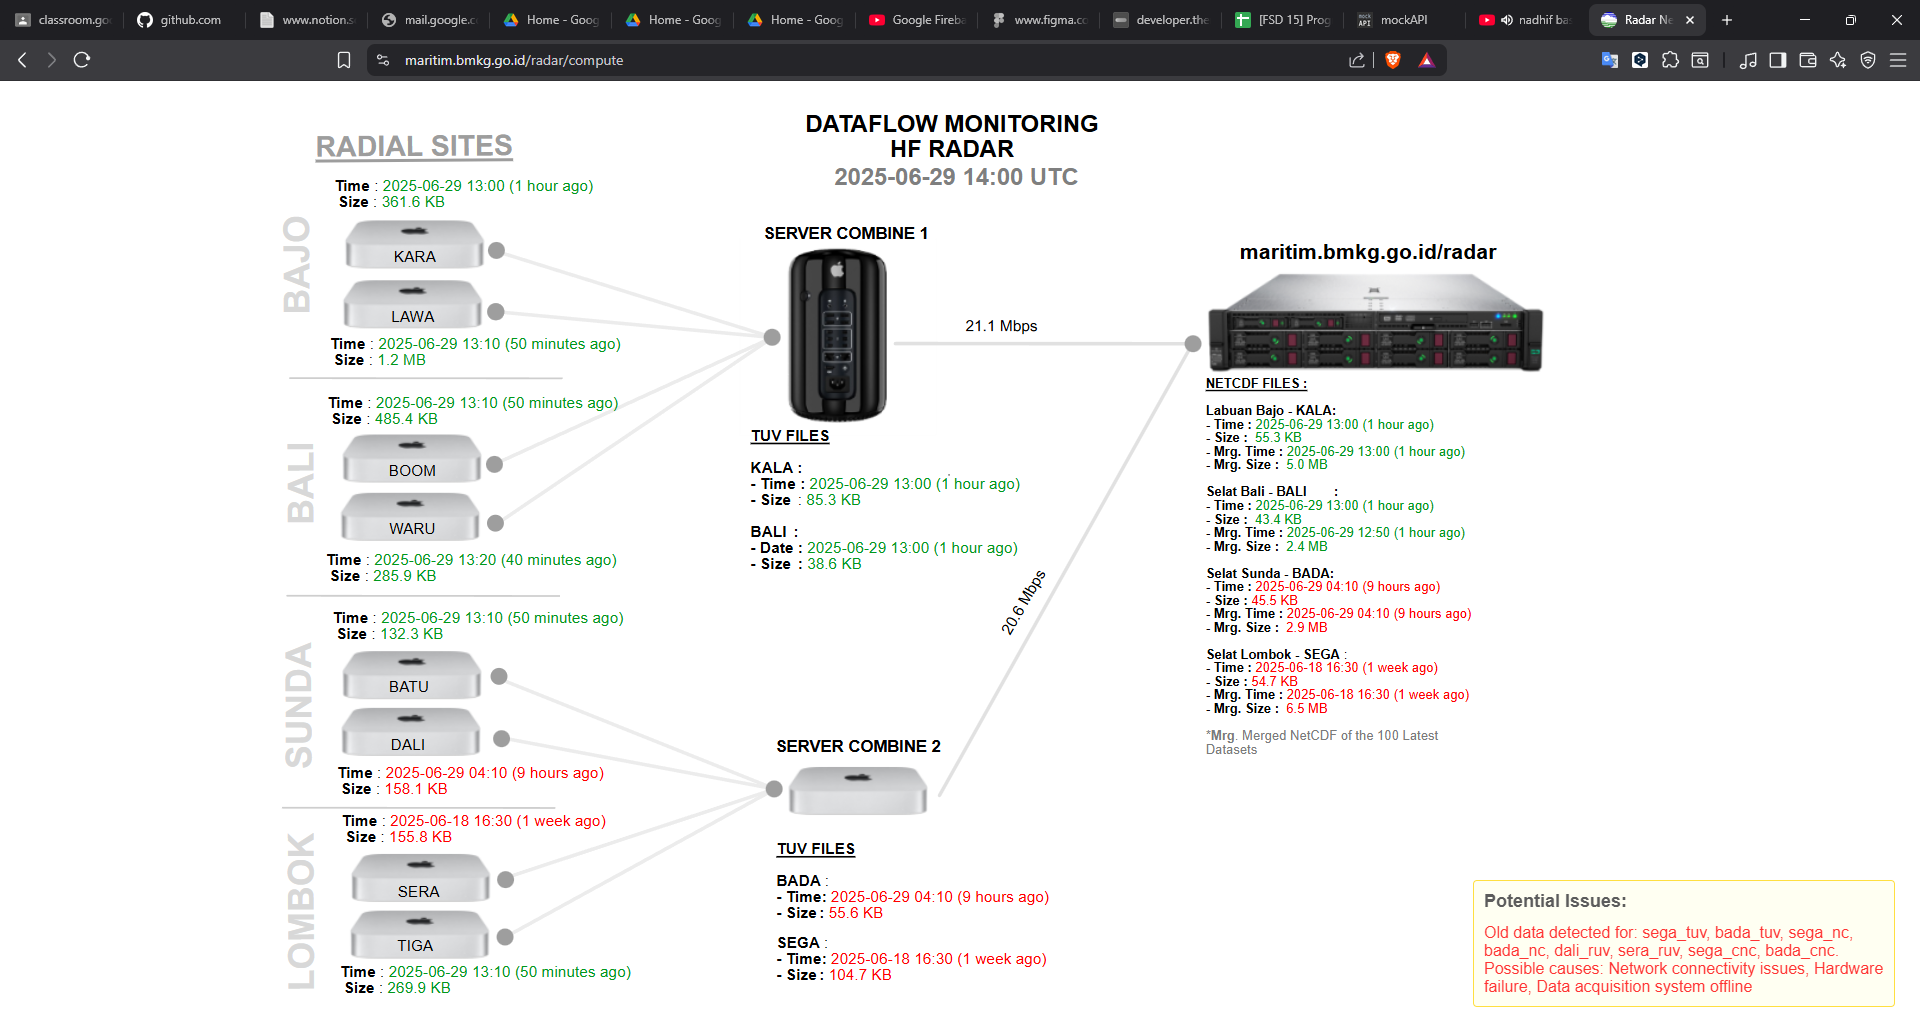 classroom.go
github.com
www.notion.s
mail.google.c
Home - Goog
Home - Goog
Home - Goog
Google Fireba
www.figma.co
developer.the
[FSD 15] Prog
mockAPI
nadhif bas
Radar Ne
maritim.bmkg.go.id/radar/compute
DATAFLOW MONITORING
HF RADAR
2025-06-29 14:00 UTC
RADIAL SITES
BAJO
Time : 2025-06-29 13:00 (1 hour ago)
Size : 361.6 KB
KARA
LAWA
Time : 2025-06-29 13:10 (50 minutes ago)
Size : 1.2 MB
BALI
Time : 2025-06-29 13:10 (50 minutes ago)
Size : 485.4 KB
BOOM
WARU
Time : 2025-06-29 13:20 (40 minutes ago)
Size : 285.9 KB
SUNDA
Time : 2025-06-29 13:10 (50 minutes ago)
Size : 132.3 KB
BATU
DALI
Time : 2025-06-29 04:10 (9 hours ago)
Size : 158.1 KB
LOMBOK
Time : 2025-06-18 16:30 (1 week ago)
Size : 155.8 KB
SERA
TIGA
Time : 2025-06-29 13:10 (50 minutes ago)
Size : 269.9 KB
SERVER COMBINE 1
TUV FILES
KALA :
- Time : 2025-06-29 13:00 (1 hour ago)
- Size : 85.3 KB
BALI :
- Date : 2025-06-29 13:00 (1 hour ago)
- Size : 38.6 KB
21.1 Mbps
20.6 Mbps
SERVER COMBINE 2
TUV FILES
BADA :
- Time: 2025-06-29 04:10 (9 hours ago)
- Size : 55.6 KB
SEGA :
- Time: 2025-06-18 16:30 (1 week ago)
- Size : 104.7 KB
maritim.bmkg.go.id/radar
NETCDF FILES :
Labuan Bajo - KALA:
- Time : 2025-06-29 13:00 (1 hour ago)
- Size : 55.3 KB
- Mrg. Time : 2025-06-29 13:00 (1 hour ago)
- Mrg. Size : 5.0 MB
Selat Bali - BALI :
- Time : 2025-06-29 13:00 (1 hour ago)
- Size : 43.4 KB
- Mrg. Time : 2025-06-29 12:50 (1 hour ago)
- Mrg. Size : 2.4 MB
Selat Sunda - BADA:
- Time : 2025-06-29 04:10 (9 hours ago)
- Size : 45.5 KB
- Mrg. Time : 2025-06-29 04:10 (9 hours ago)
- Mrg. Size : 2.9 MB
Selat Lombok - SEGA :
- Time : 2025-06-18 16:30 (1 week ago)
- Size : 54.7 KB
- Mrg. Time : 2025-06-18 16:30 (1 week ago)
- Mrg. Size : 6.5 MB
*Mrg. Merged NetCDF of the 100 Latest
Datasets
Potential Issues:
Old data detected for: sega_tuv, bada_tuv, sega_nc,
bada_nc, dali_ruv, sera_ruv, sega_cnc, bada_cnc.
Possible causes: Network connectivity issues, Hardware
failure, Data acquisition system offline